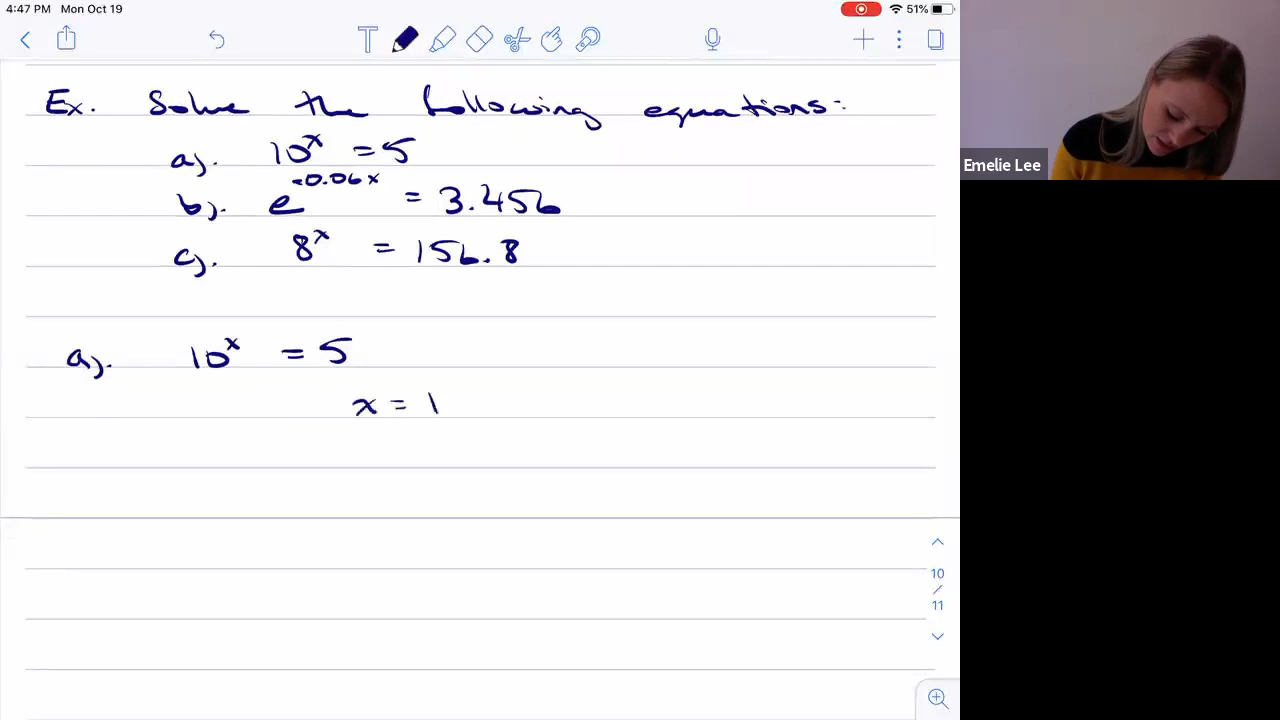 4:47 PM Mon Oct 19
51%
T
Ex. Solve the following equations:
a). 10^x = 5
b). e^-0.06x = 3.456
c). 8^x = 156.8
a). 10^x = 5
x = 1
Emelie Lee
10
/
11